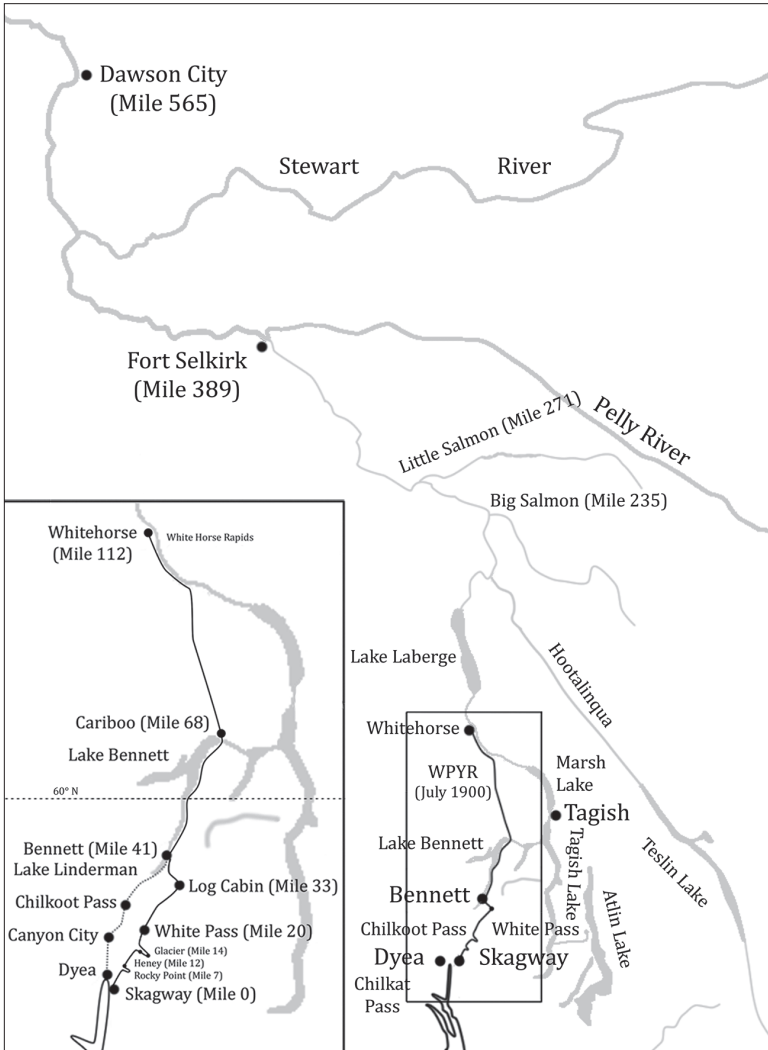 Dawson City
(Mile 565)
Stewart River
Fort Selkirk
(Mile 389)
Little Salmon (Mile 271)
Pelly River
Big Salmon (Mile 235)
Whitehorse
(Mile 112)
White Horse Rapids
Cariboo (Mile 68)
Lake Bennett
60° N
Bennett (Mile 41)
Lake Linderman
Log Cabin (Mile 33)
Chilkoot Pass
Canyon City
White Pass (Mile 20)
Glacier (Mile 14)
Heney (Mile 12)
Rocky Point (Mile 7)
Dyea
Skagway (Mile 0)
Lake Laberge
Hootalinqua
Whitehorse
WPYR
(July 1900)
Marsh
Lake
Tagish
Lake Bennett
Tagish Lake
Teslin Lake
Bennett
Atlin Lake
Chilkoot Pass
White Pass
Dyea
Skagway
Chilkat
Pass